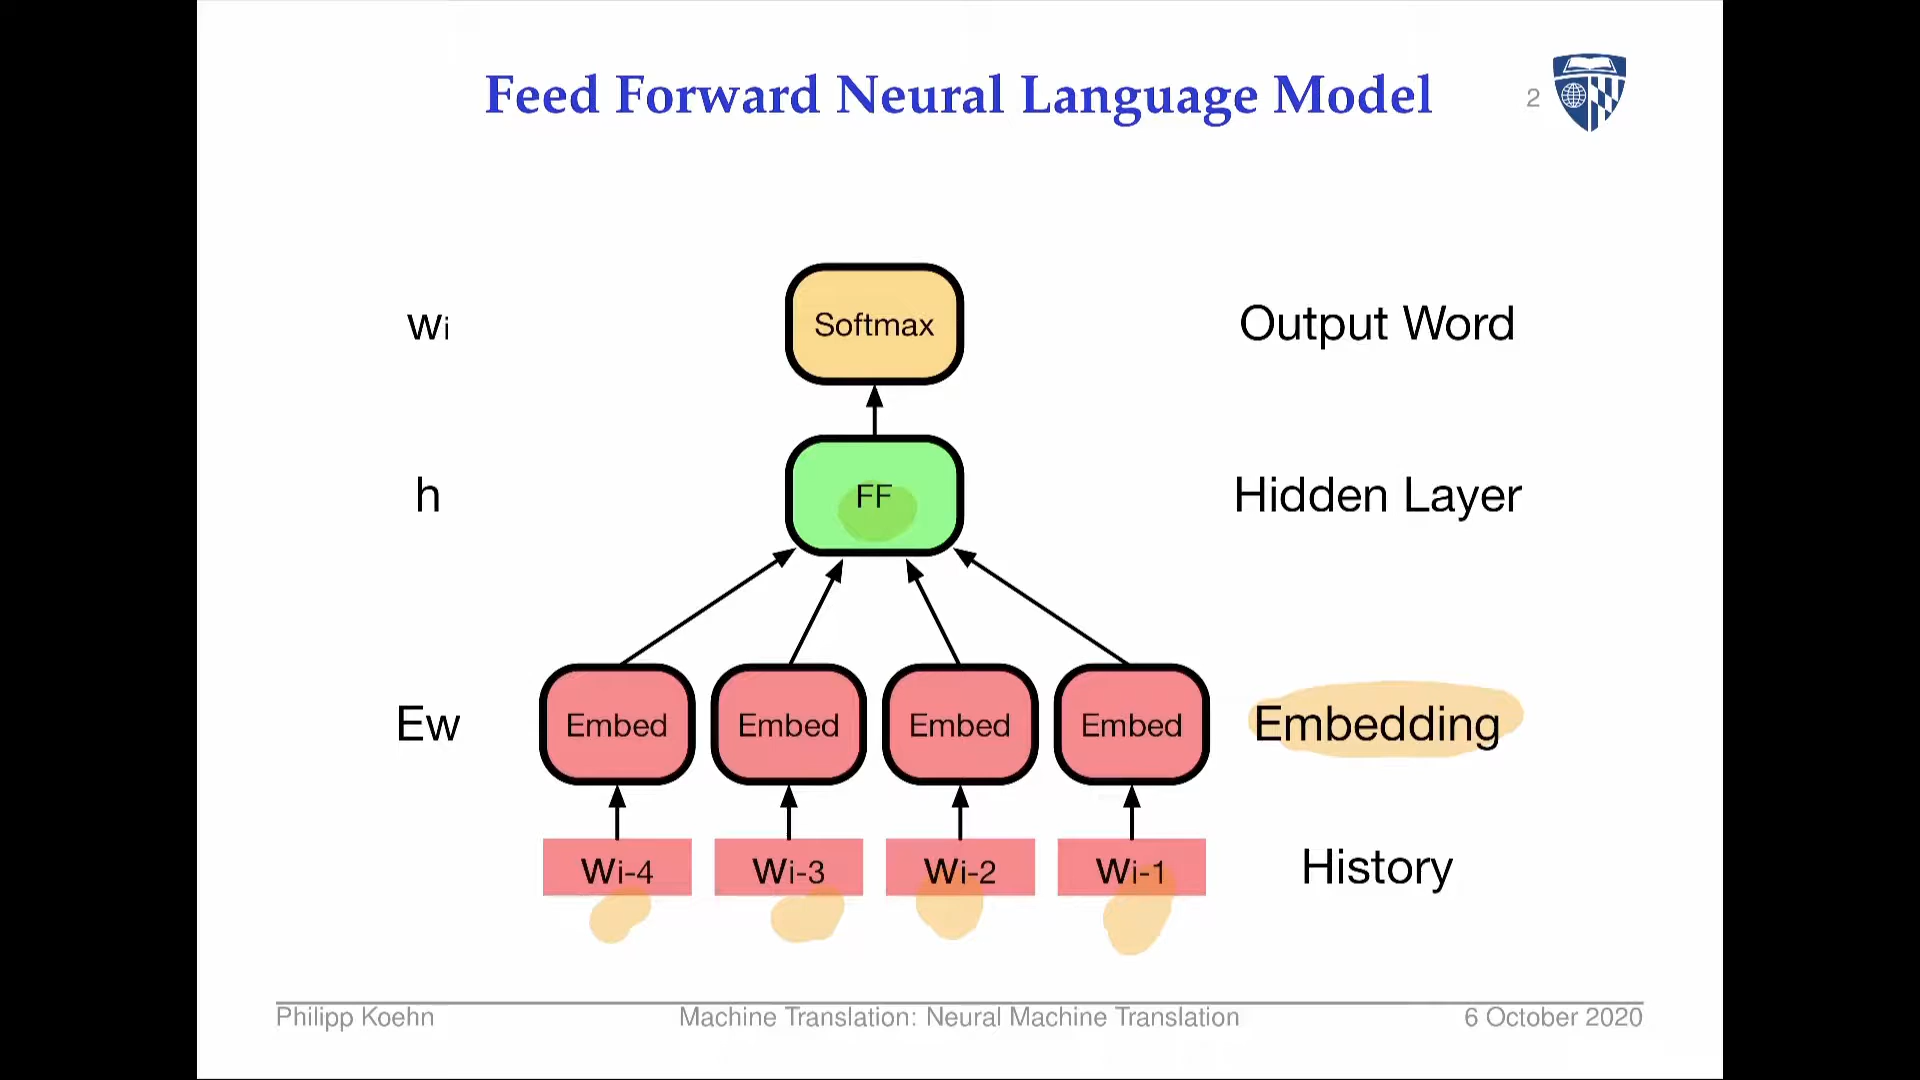 Feed Forward Neural Language Model 2
wi Softmax Output Word
h FF Hidden Layer
Ew Embed Embed Embed Embed Embedding
wi-4 wi-3 wi-2 wi-1 History
Philipp Koehn Machine Translation: Neural Machine Translation 6 October 2020